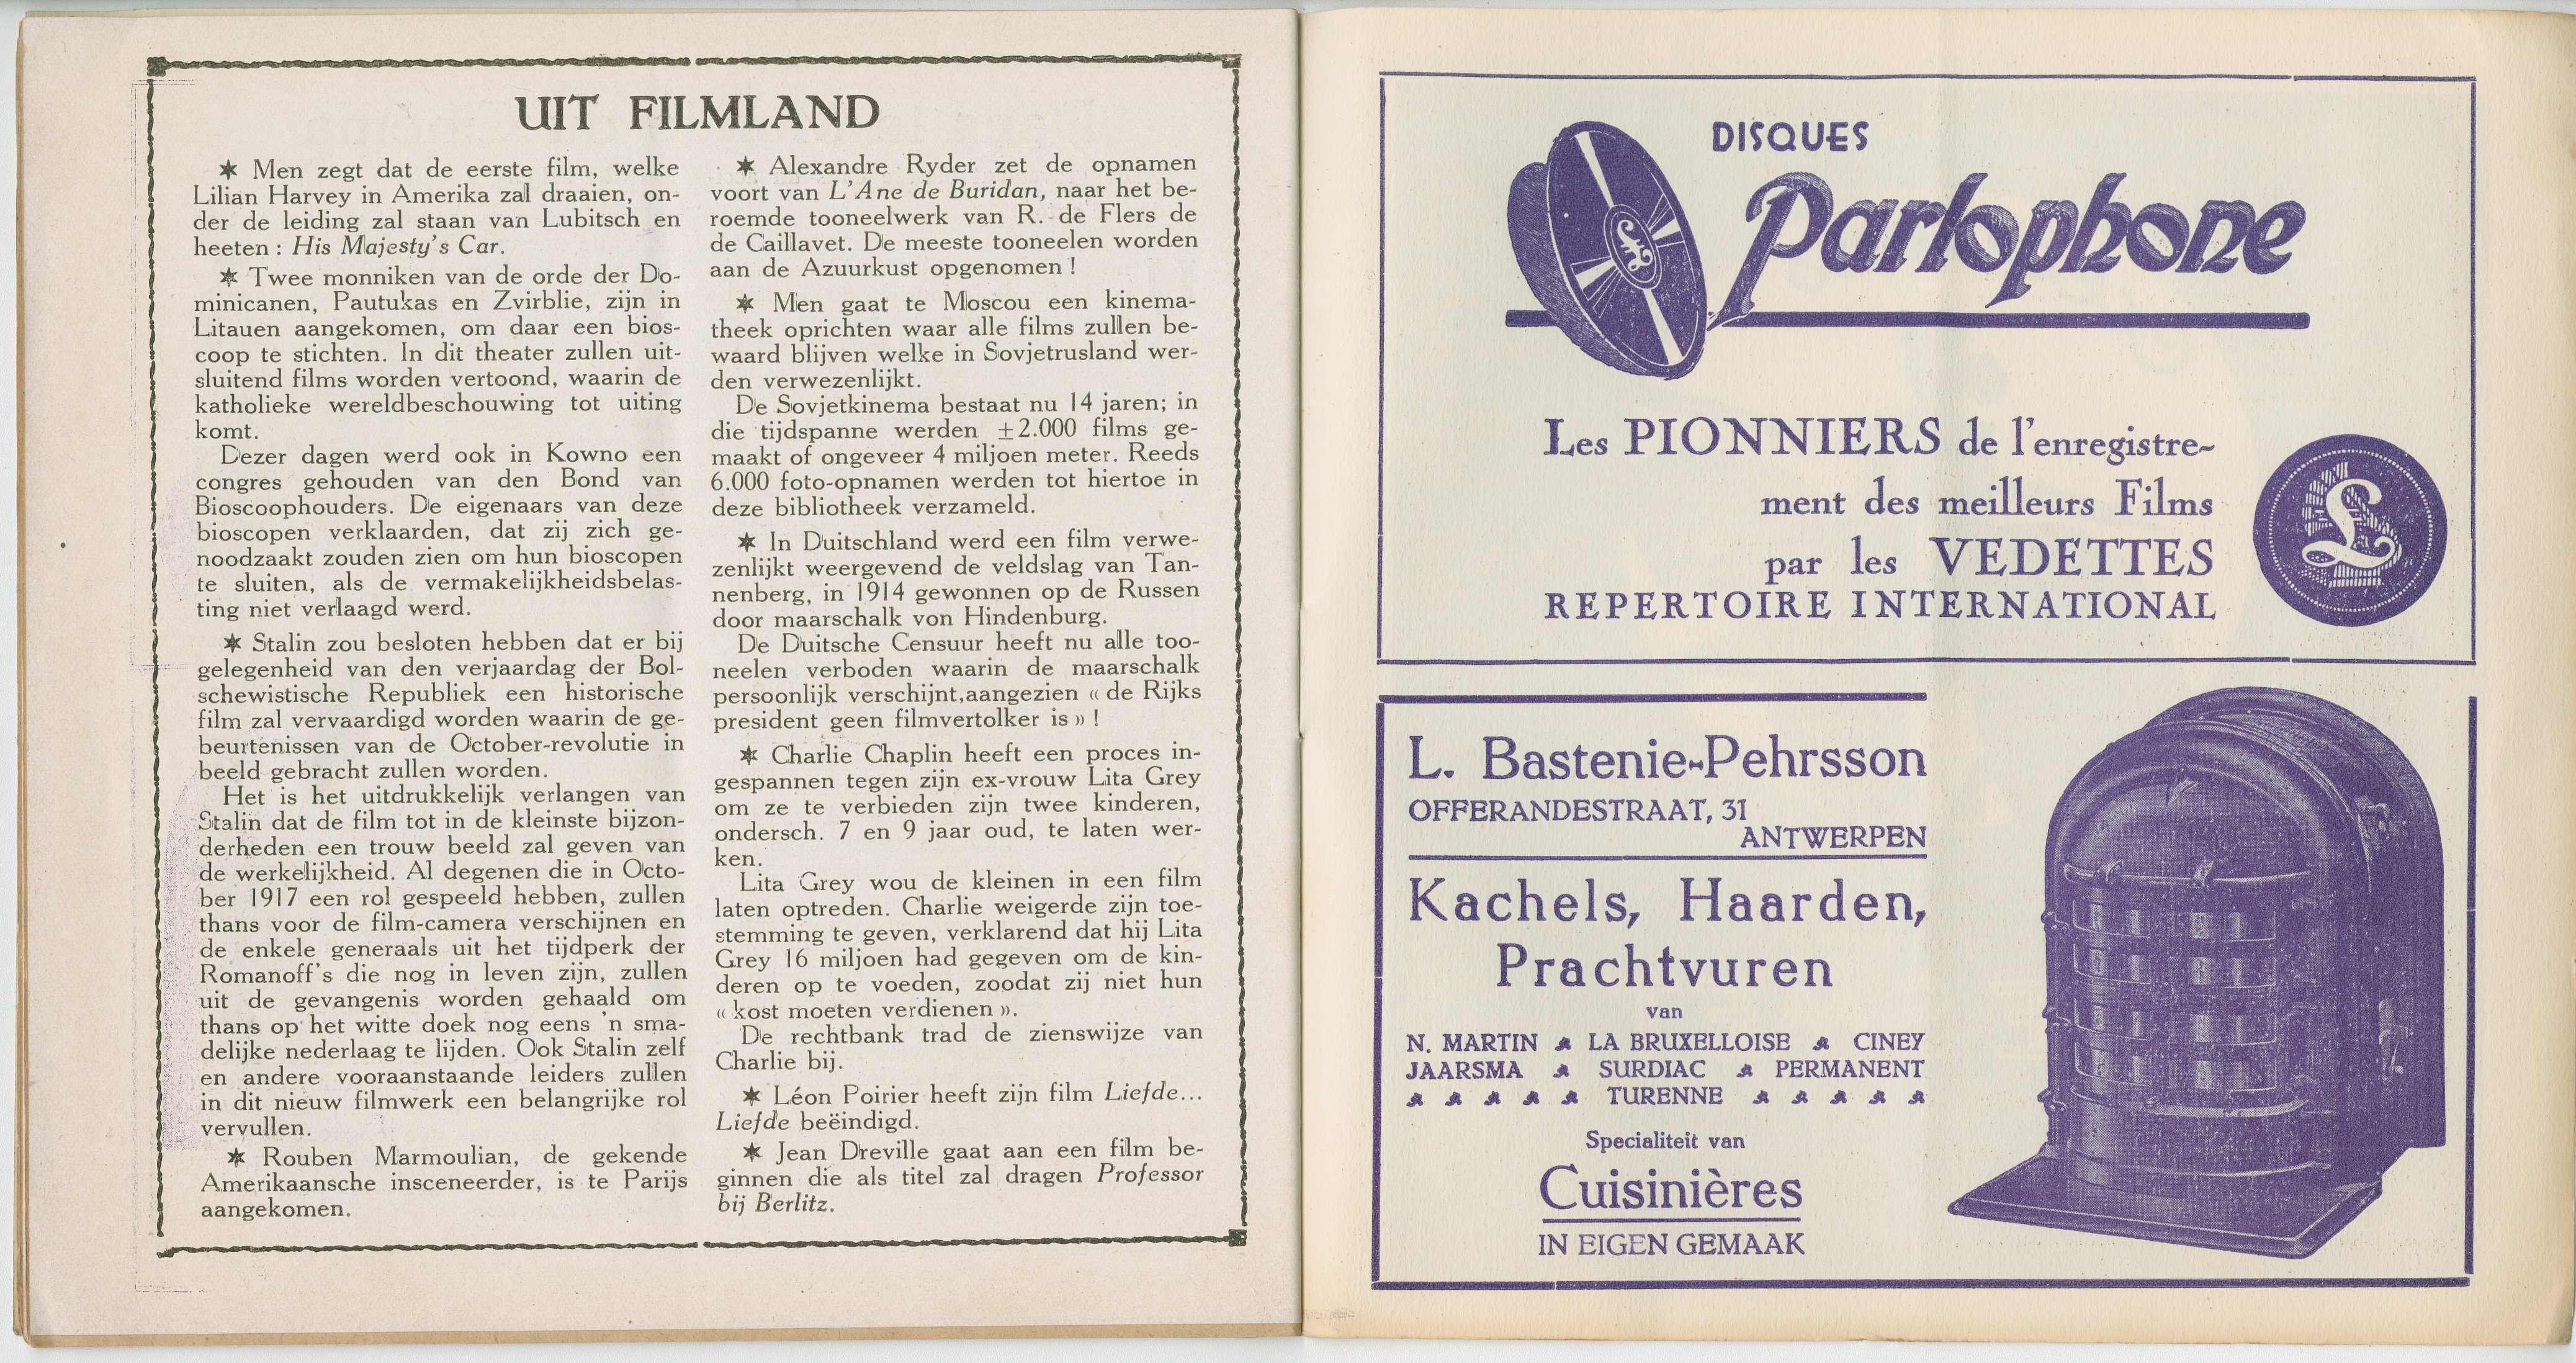 UIT FILMLAND
✶ Men zegt dat de eerste film, welke
Lilian Harvey in Amerika zal draaien, on-
der de leiding zal staan van Lubitsch en
heeten : His Majesty's Car.
✶ Twee monniken van de orde der Do-
minicanen, Pautukas en Zvirblie, zijn in
Litauen aangekomen, om daar een bios-
coop te stichten. In dit theater zullen uit-
sluitend films worden vertoond, waarin de
katholieke wereldbeschouwing tot uiting
komt.
Dezer dagen werd ook in Kowno een
congres gehouden van den Bond van
Bioscoophouders. De eigenaars van deze
bioscopen verklaarden, dat zij zich ge-
noodzaakt zouden zien om hun bioscopen
te sluiten, als de vermakelijkheidsbelas-
ting niet verlaagd werd.
✶ Stalin zou besloten hebben dat er bij
gelegenheid van den verjaardag der Bol-
schewistische Republiek een historische
film zal vervaardigd worden waarin de ge-
beurtenissen van de October-revolutie in
beeld gebracht zullen worden.
Het is het uitdrukkelijk verlangen van
Stalin dat de film tot in de kleinste bijzon-
derheden een trouw beeld zal geven van
de werkelijkheid. Al degenen die in Octo-
ber 1917 een rol gespeeld hebben, zullen
thans voor de film-camera verschijnen en
de enkele generaals uit het tijdperk der
Romanoff's die nog in leven zijn, zullen
uit de gevangenis worden gehaald om
thans op het witte doek nog eens 'n sma-
delijke nederlaag te lijden. Ook Stalin zelf
en andere vooraanstaande leiders zullen
in dit nieuw filmwerk een belangrijke rol
vervullen.
✶ Rouben Marmoulian, de gekende
Amerikaansche insceneerder, is te Parijs
aangekomen.
✶ Alexandre Ryder zet de opnamen
voort van L'Ane de Buridan, naar het be-
roemde tooneelwerk van R. de Flers de
de Caillavet. De meeste tooneelen worden
aan de Azuurkust opgenomen !
✶ Men gaat te Moscou een kinema-
theek oprichten waar alle films zullen be-
waard blijven welke in Sovjetrusland wer-
den verwezenlijkt.
De Sovjetkinema bestaat nu 14 jaren; in
die tijdspanne werden ±2.000 films ge-
maakt of ongeveer 4 miljoen meter. Reeds
6.000 foto-opnamen werden tot hiertoe in
deze bibliotheek verzameld.
✶ In Duitschland werd een film verwe-
zenlijkt weergevend de veldslag van Tan-
nenberg, in 1914 gewonnen op de Russen
door maarschalk von Hindenburg.
De Duitsche Censuur heeft nu alle too-
neelen verboden waarin de maarschalk
persoonlijk verschijnt,aangezien « de Rijks
president geen filmvertolker is » !
✶ Charlie Chaplin heeft een proces in-
gespannen tegen zijn ex-vrouw Lita Grey
om ze te verbieden zijn twee kinderen,
ondersch. 7 en 9 jaar oud, te laten wer-
ken.
Lita Grey wou de kleinen in een film
laten optreden. Charlie weigerde zijn toe-
stemming te geven, verklarend dat hij Lita
Grey 16 miljoen had gegeven om de kin-
deren op te voeden, zoodat zij niet hun
« kost moeten verdienen ».
De rechtbank trad de zienswijze van
Charlie bij.
✶ Léon Poirier heeft zijn film Liefde...
Liefde beëindigd.
✶ Jean Dreville gaat aan een film be-
ginnen die als titel zal dragen Professor
bij Berlitz.
DISQUES
Parlophone
Les PIONNIERS de l'enregistre-
ment des meilleurs Films
par les VEDETTES
REPERTOIRE INTERNATIONAL
L. Bastenie-Pehrsson
OFFERANDESTRAAT, 31
ANTWERPEN
Kachels, Haarden,
Prachtvuren
van
N. MARTIN LA BRUXELLOISE CINEY
JAARSMA SURDIAC PERMANENT
TURENNE
Specialiteit van
Cuisinières
IN EIGEN GEMAAK